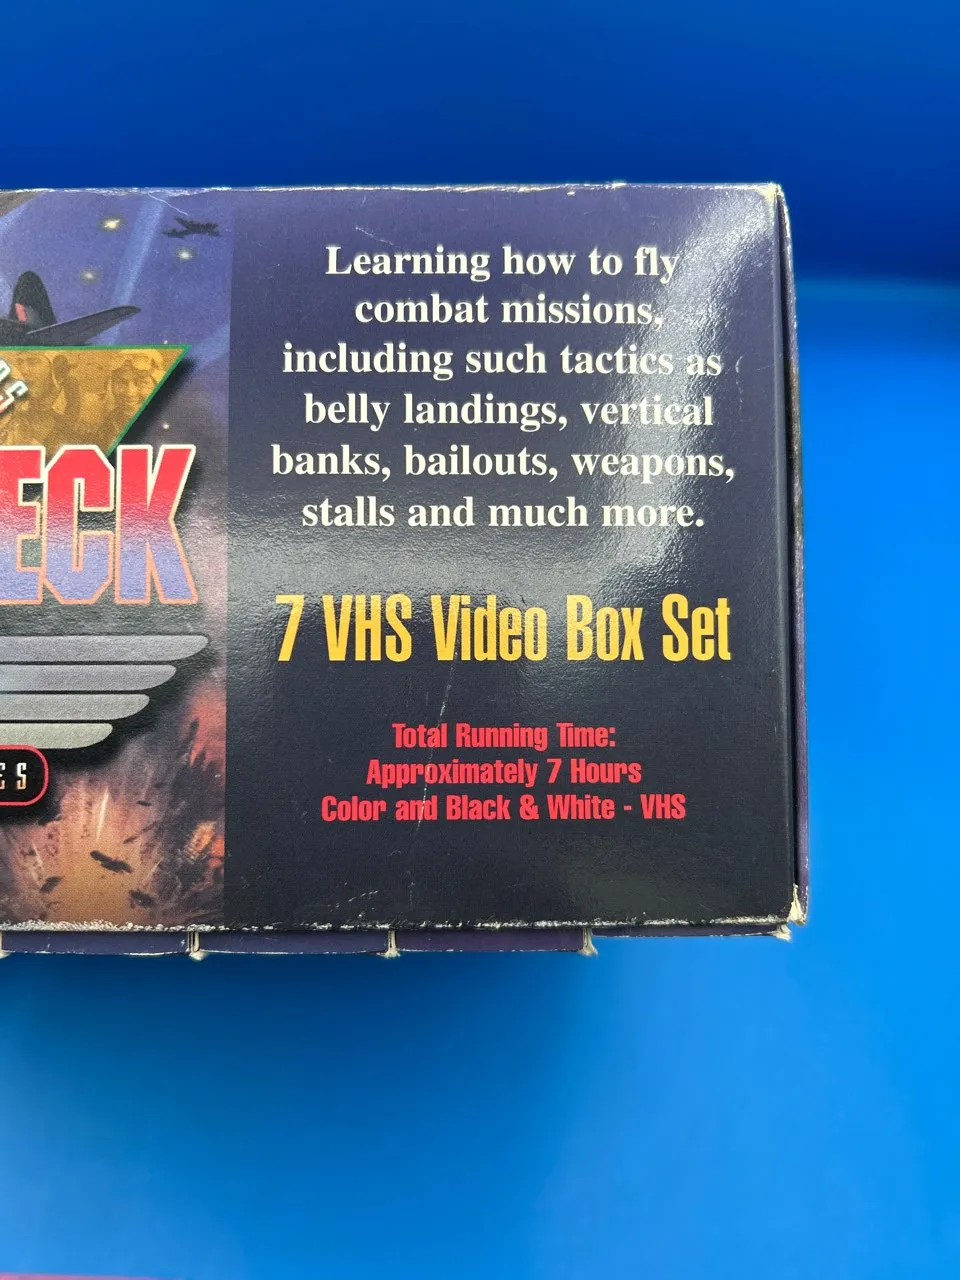 Learning how to fly
combat missions,
including such tactics as
belly landings, vertical
banks, bailouts, weapons,
stalls and much more.
ECK
7 VHS Video Box Set
Total Running Time:
Approximately 7 Hours
Color and Black & White - VHS
ES